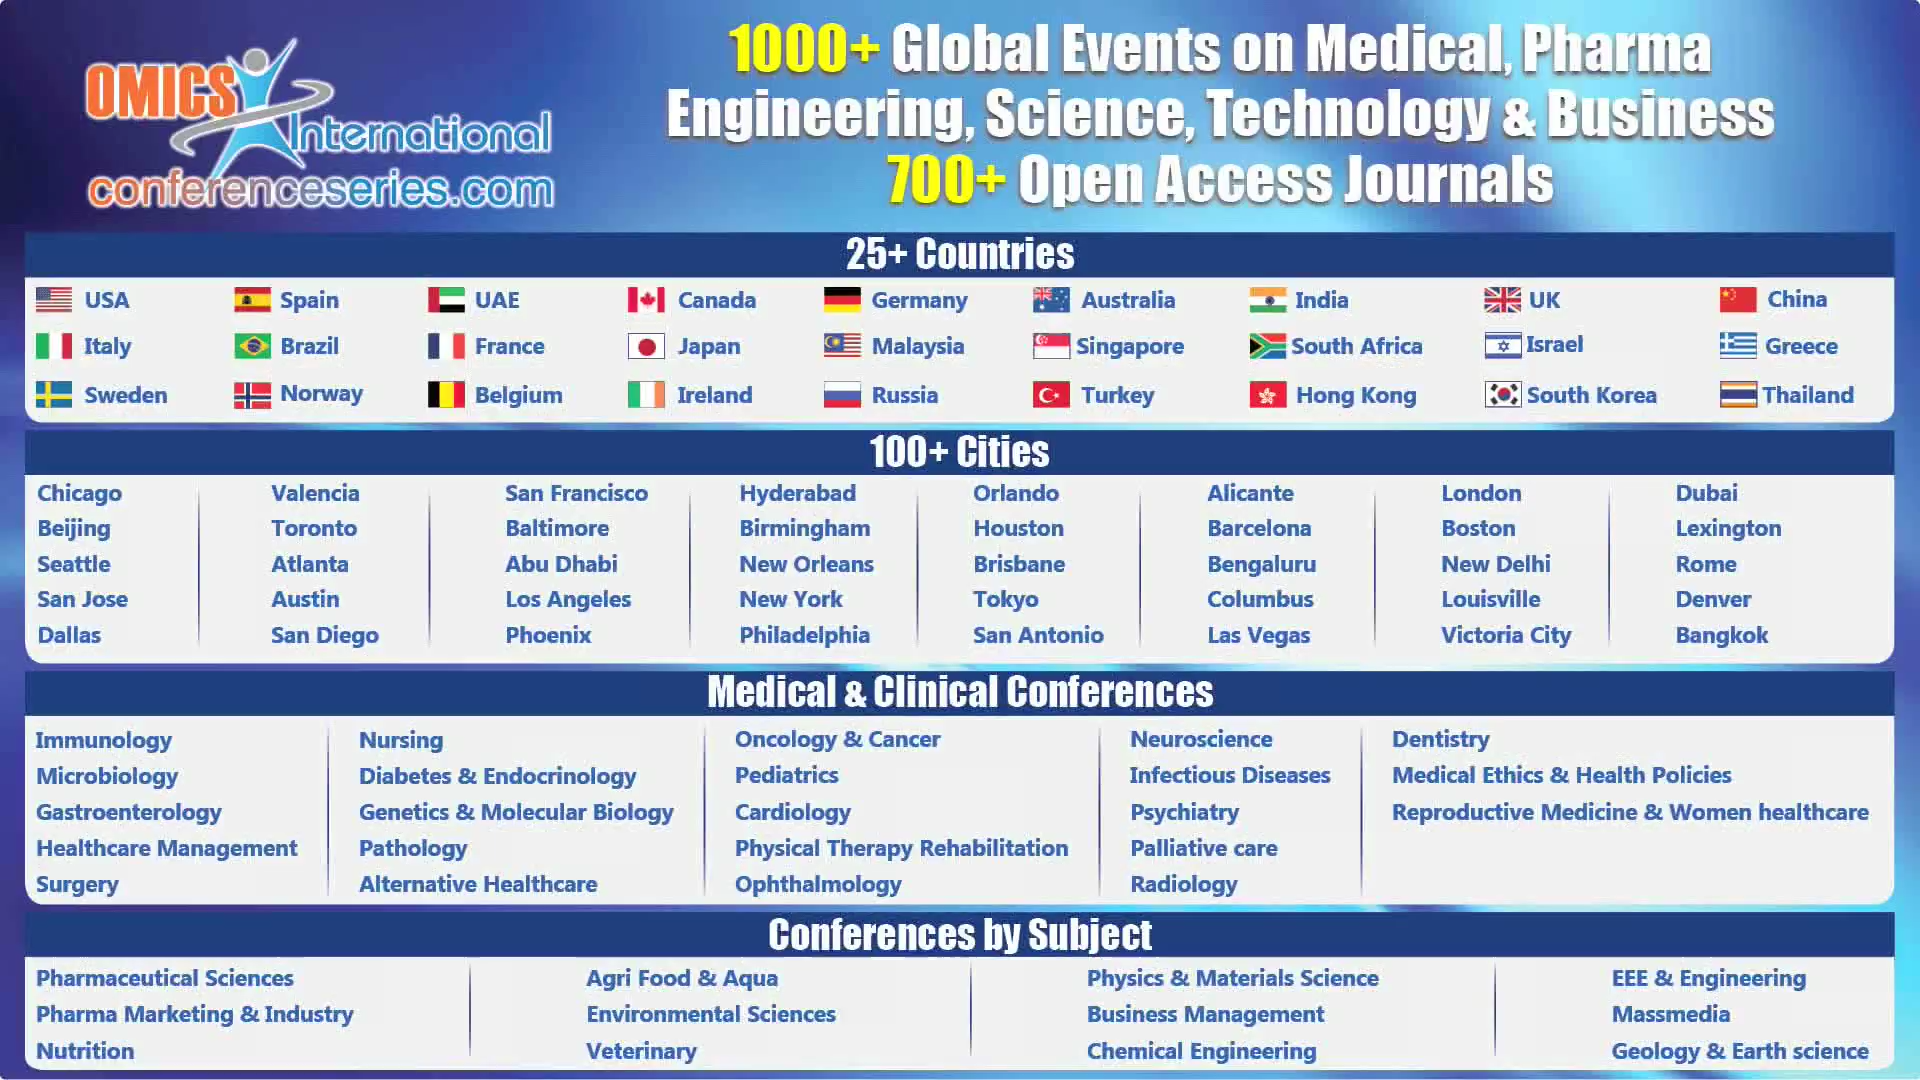 OMICS
International
conferenceseries.com
1000+ Global Events on Medical, Pharma
Engineering, Science, Technology & Business
700+ Open Access Journals
25+ Countries
USA Spain UAE Canada Germany Australia India UK China
Italy Brazil France Japan Malaysia Singapore South Africa Israel Greece
Sweden Norway Belgium Ireland Russia Turkey Hong Kong South Korea Thailand
100+ Cities
Chicago Valencia San Francisco Hyderabad Orlando Alicante London Dubai
Beijing Toronto Baltimore Birmingham Houston Barcelona Boston Lexington
Seattle Atlanta Abu Dhabi New Orleans Brisbane Bengaluru New Delhi Rome
San Jose Austin Los Angeles New York Tokyo Columbus Louisville Denver
Dallas San Diego Phoenix Philadelphia San Antonio Las Vegas Victoria City Bangkok
Medical & Clinical Conferences
Immunology Nursing Oncology & Cancer Neuroscience Dentistry
Microbiology Diabetes & Endocrinology Pediatrics Infectious Diseases Medical Ethics & Health Policies
Gastroenterology Genetics & Molecular Biology Cardiology Psychiatry Reproductive Medicine & Women healthcare
Healthcare Management Pathology Physical Therapy Rehabilitation Palliative care
Surgery Alternative Healthcare Ophthalmology Radiology
Conferences by Subject
Pharmaceutical Sciences Agri Food & Aqua Physics & Materials Science EEE & Engineering
Pharma Marketing & Industry Environmental Sciences Business Management Massmedia
Nutrition Veterinary Chemical Engineering Geology & Earth science